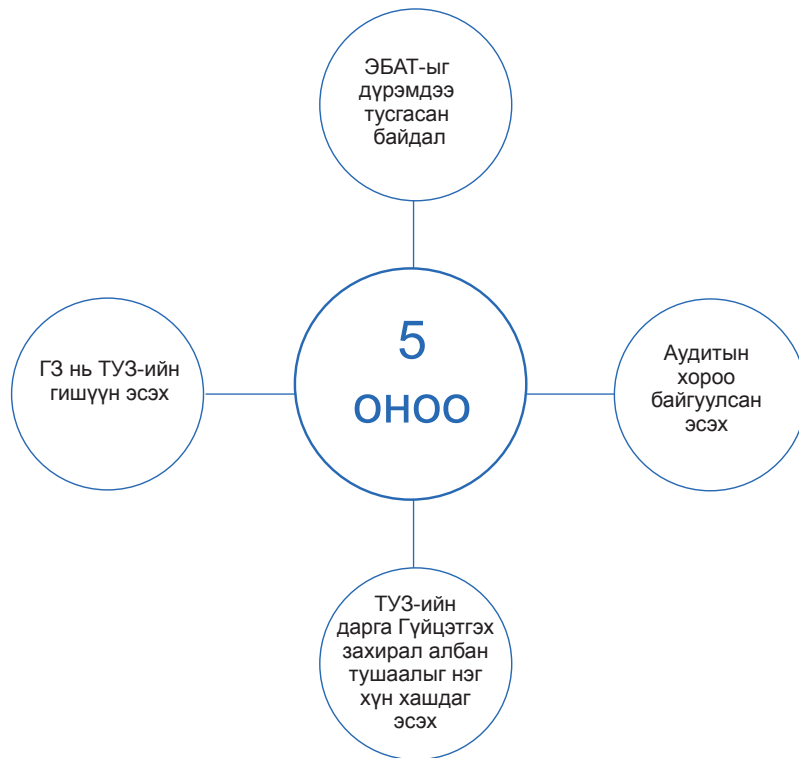 ЭБАТ-ыг
дүрэмдээ
тусгасан
байдал
ГЗ нь ТУЗ-ийн
гишүүн эсэх
5
оноо
Аудитын
хороо
байгуулсан
эсэх
ТУЗ-ийн
дарга Гүйцэтгэх
захирал албан
тушаалыг нэг
хүн хашдаг
эсэх